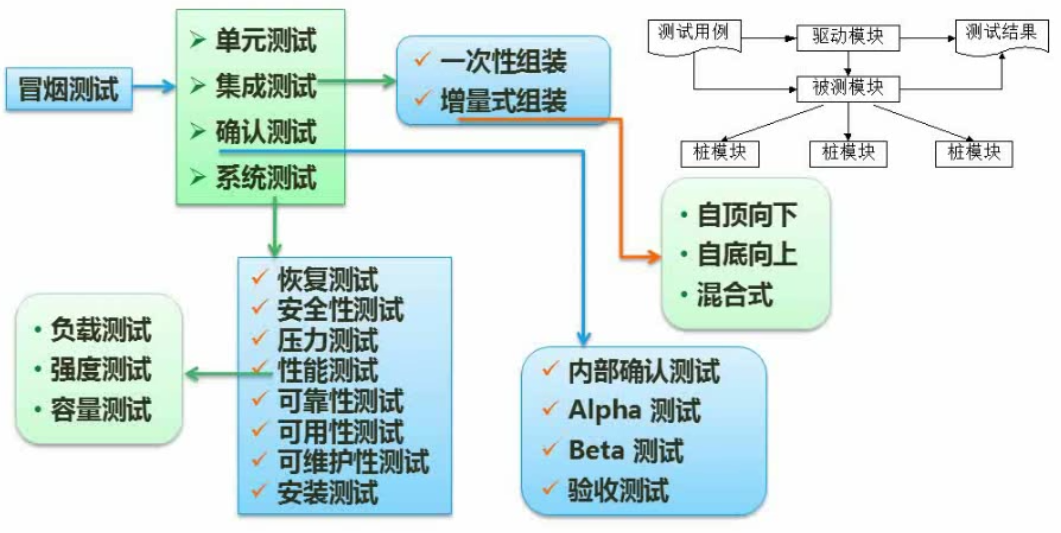 冒烟测试
单元测试
集成测试
确认测试
系统测试
一次性组装
增量式组装
测试用例
驱动模块
测试结果
被测模块
桩模块
桩模块
桩模块
自顶向下
自底向上
混合式
恢复测试
安全性测试
压力测试
性能测试
可靠性测试
可用性测试
可维护性测试
安装测试
负载测试
强度测试
容量测试
内部确认测试
Alpha 测试
Beta 测试
验收测试